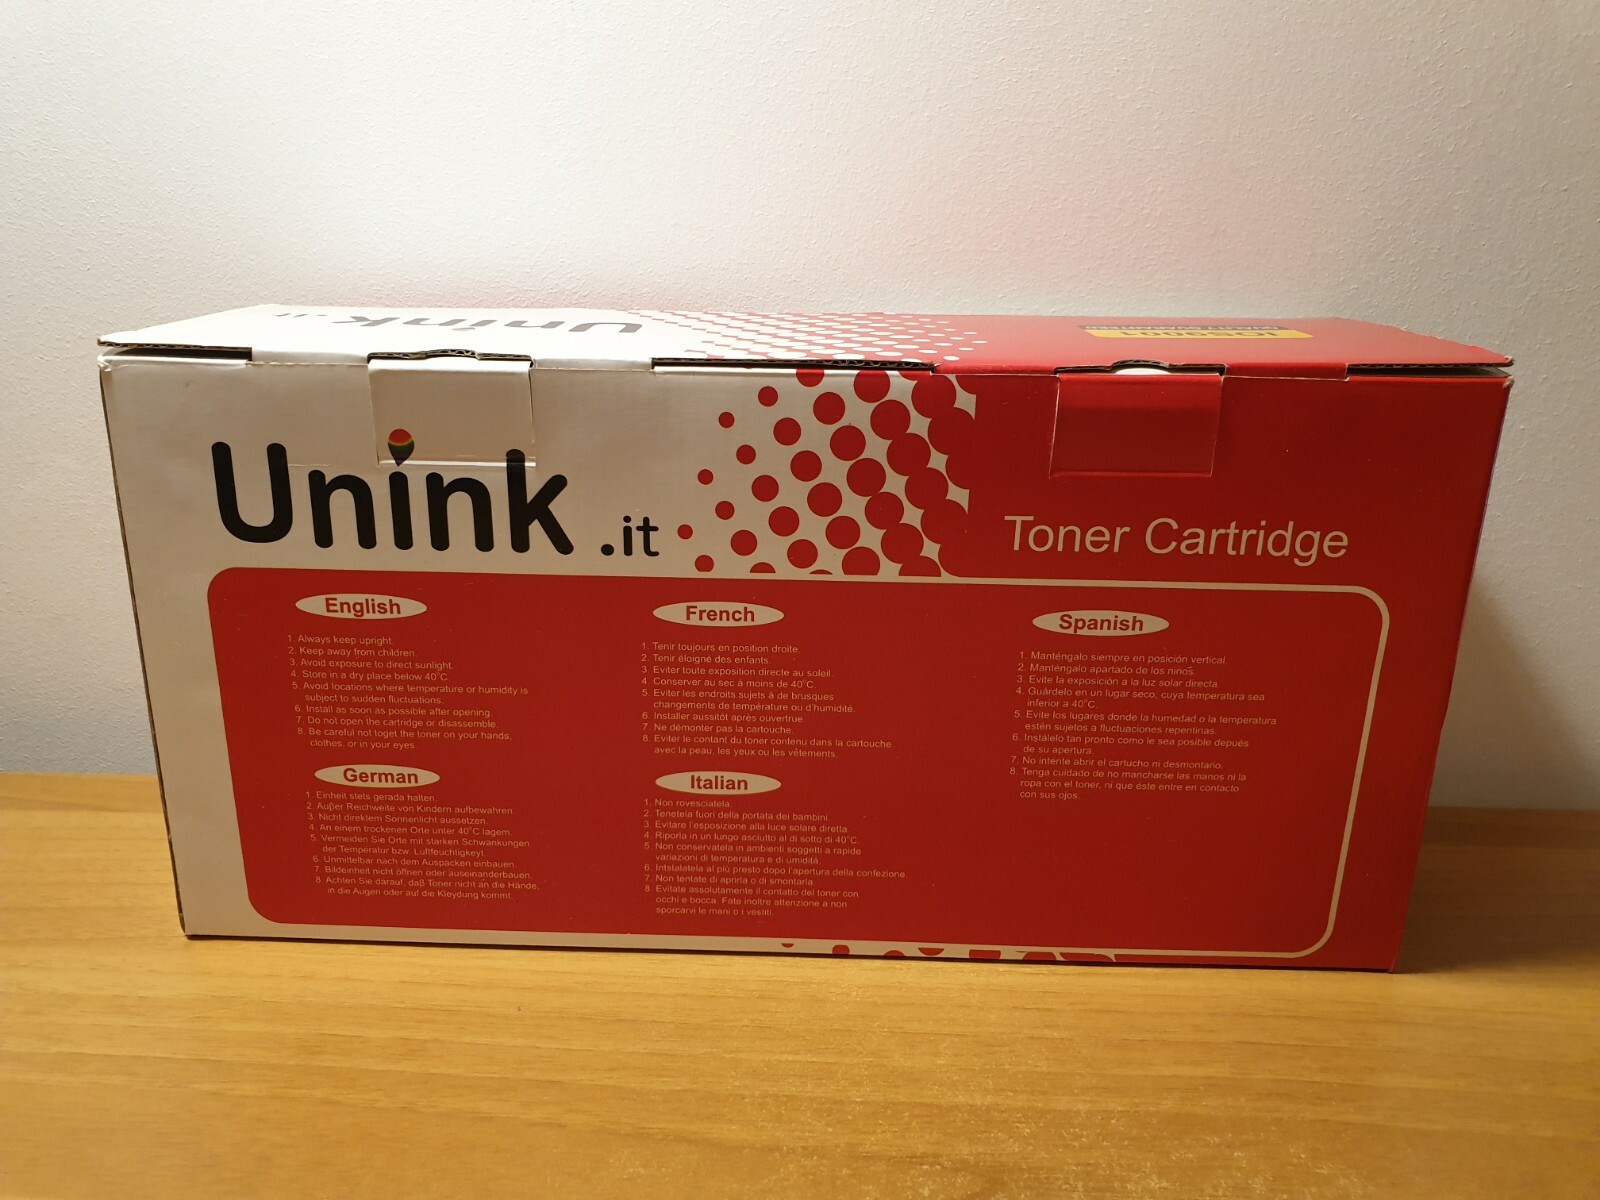 Unink.it
ISO9001
QUALITY GUARANTEED
Unink.it
Toner Cartridge
English
1. Always keep upright.
2. Keep away from children.
3. Avoid exposure to direct sunlight.
4. Store in a dry place below 40°C.
5. Avoid locations where temperature or humidity is
subject to sudden fluctuations.
6. Install as soon as possible after opening.
7. Do not open the cartridge or disassemble.
8. Be careful not toget the toner on your hands,
clothes, or in your eyes.
German
1. Einheit stets gerada halten.
2. Außer Reichweite von Kindern aufbewahren.
3. Nicht direklem Sonnenlicht aussetzen.
4. An einem trockenen Orte unter 40°C lagem.
5. Vermeiden Sie Orte mit starken Schwankungen
der Temperatur bzw. Luftfeuchtigkeyt.
6. Unmittelbar nach dem Auspacken einbauen.
7. Bildeinheit nicht öffnen oder auseinanderbauen.
8. Achten Sie darauf, daß Toner nicht an die Hände,
in die Augen oder auf die Kleydung kommt.
French
1. Tenir toujours en position droite.
2. Tenir éloigné des enfants.
3. Eviter toute exposition directe au soleil.
4. Conserver au sec à moins de 40°C.
5. Eviter les endroits sujets à de brusques
changements de température ou d'humidité.
6. Installer aussitôt après ouvertrue.
7. Ne démonter pas la cartouche.
8. Eviter le contant du toner contenu dans la cartouche
avec la peau, les yeux ou les vêtements.
Italian
1. Non rovesciatela.
2. Tenetela fuori della portata dei bambini.
3. Evitare l'esposizione alla luce solare diretta.
4. Riporla in un lungo asciutto al di sotto di 40°C.
5. Non conservatela in ambienti soggetti a rapide
variazioni di temperatura e di umidità.
6. Intstalatela al più presto dopo l'apertura della confezione.
7. Non tentate di aprirla o di smontarla.
8. Evitate assolutamente il contatto del toner con
occhi e bocca. Fate inoltre attenzione a non
sporcarvi le mani o i vestiti.
Spanish
1. Manténgalo siempre en posición vertical.
2. Manténgalo apartado de los ninos.
3. Evite la exposición a la luz solar directa.
4. Guárdelo en un lugar seco, cuya temperatura sea
inferior a 40°C.
5. Evite los lugares donde la humedad o la temperatura
estén sujetos a fluctuaciones repentinas.
6. Instálelo tan pronto como le sea posible depués
de su apertura.
7. No intente abrir el cartucho ni desmontario.
8. Tenga cuidado de no mancharse las manos ni la
ropa con el toner, ni que éste entre en contacto
con sus ojos.